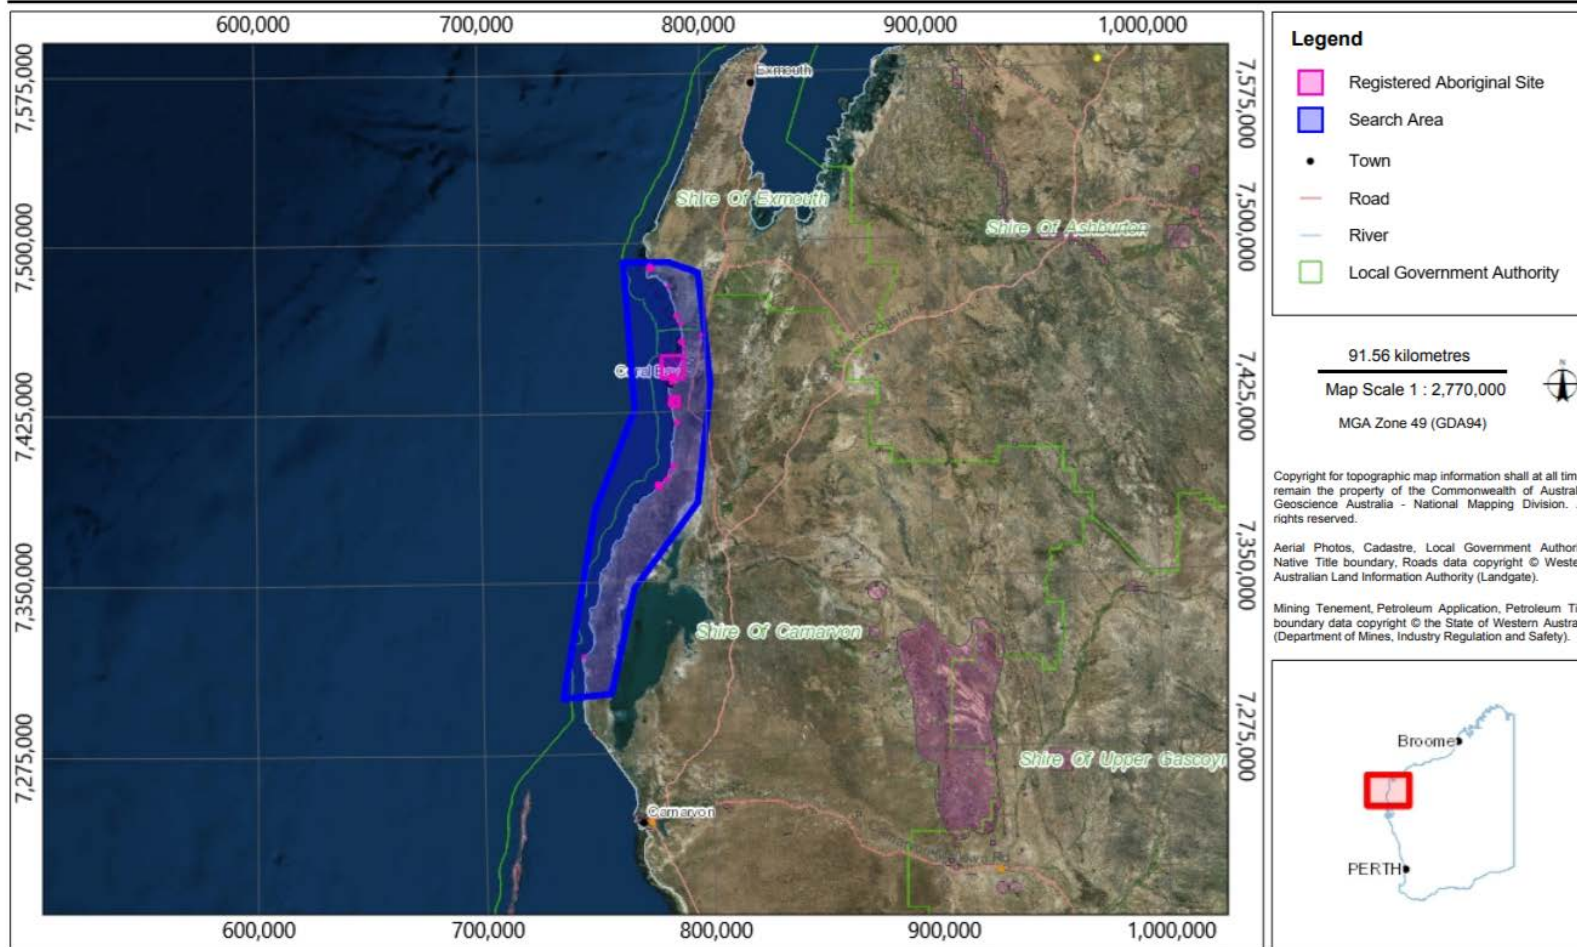 600,000
700,000
800,000
900,000
1,000,000
7,575,000
7,500,000
7,425,000
7,350,000
7,275,000
7,575,000
7,500,000
7,425,000
7,350,000
7,275,000
Exmouth
Shire Of Exmouth
Shire Of Ashburton
Coral Bay
Shire Of Carnarvon
Shire Of Upper Gascoyn
Carnarvon
Rd
600,000
700,000
800,000
900,000
1,000,000
Legend
Registered Aboriginal Site
Search Area
Town
Road
River
Local Government Authority
91.56 kilometres
Map Scale 1 : 2,770,000
MGA Zone 49 (GDA94)
N
Copyright for topographic map information shall at all tim
remain the property of the Commonwealth of Austral
Geoscience Australia - National Mapping Division.
rights reserved.
Aerial Photos, Cadastre, Local Government Authori
Native Title boundary, Roads data copyright © Weste
Australian Land Information Authority (Landgate).
Mining Tenement, Petroleum Application, Petroleum Ti
boundary data copyright © the State of Western Austra
(Department of Mines, Industry Regulation and Safety).
Broome
PERTH